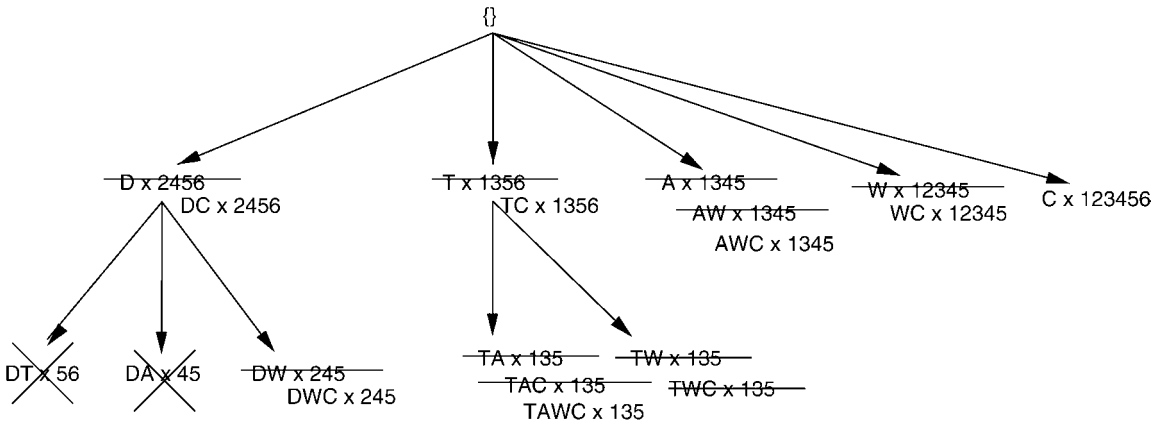 {}
D x 2456
DC x 2456
T x 1356
TC x 1356
A x 1345
AW x 1345
AWC x 1345
W x 12345
WC x 12345
C x 123456
DT x 56
DA x 45
DW x 245
DWC x 245
TA x 135
TAC x 135
TAWC x 135
TW x 135
TWC x 135